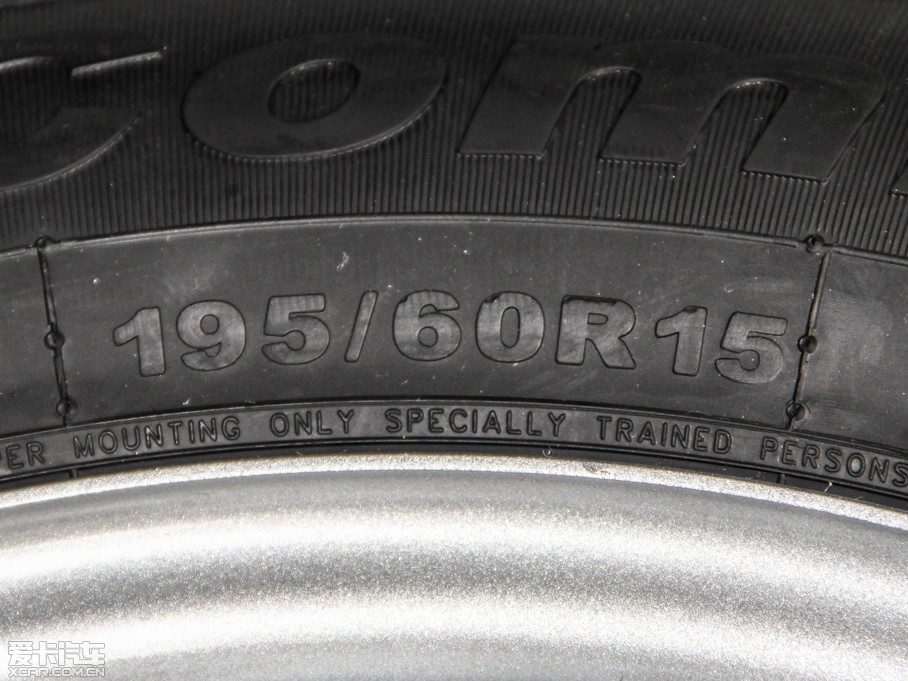 com
195/60R15
ER MOUNTING ONLY SPECIALLY TRAINED PERSONS
爱卡汽车
XCAR.COM.CN